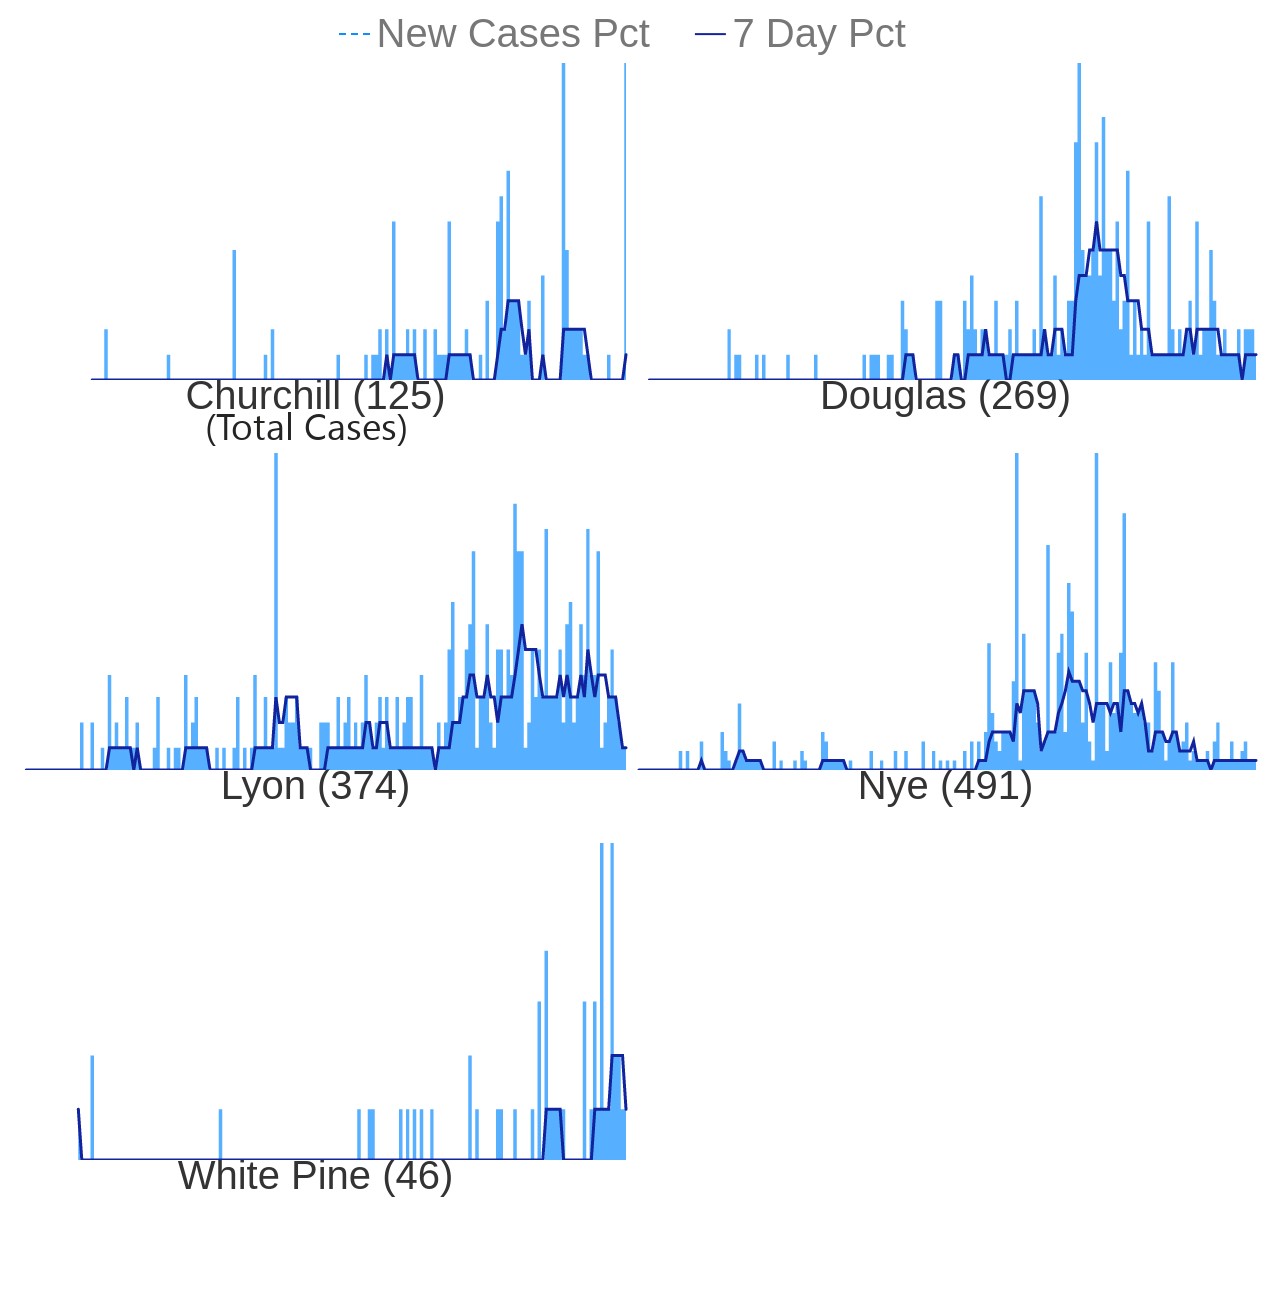 New Cases Pct 7 Day Pct
Churchill (125) Douglas (269)
(Total Cases)
Lyon (374) Nye (491)
White Pine (46)